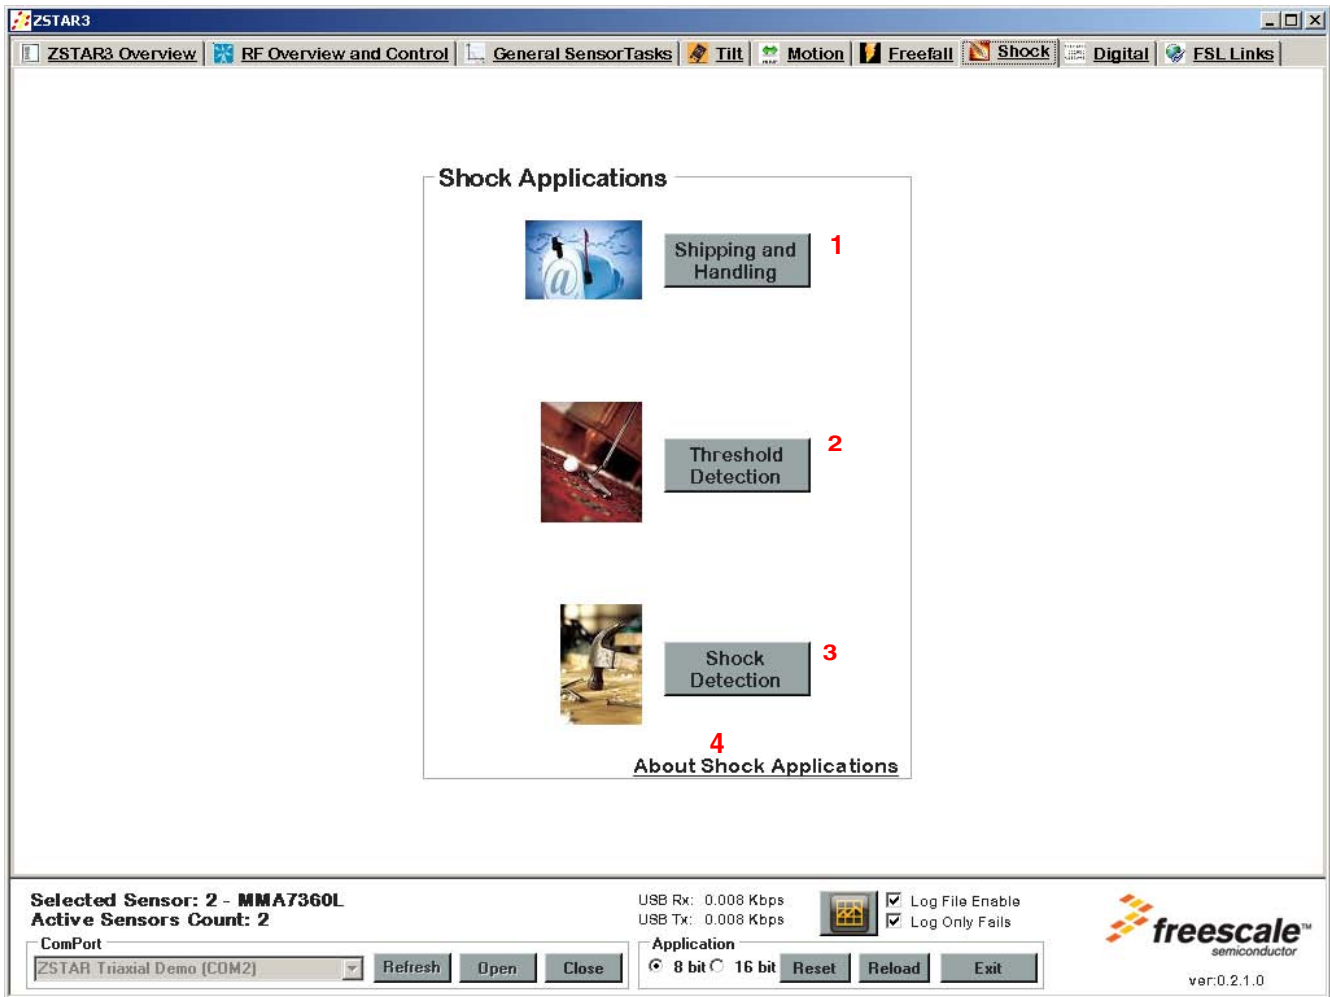 ZSTAR3
ZSTAR3 Overview RF Overview and Control General SensorTasks Tilt Motion Freefall Shock Digital FSL Links
Shock Applications
@
Shipping and
Handling
1
Threshold
Detection
2
Shock
Detection
3
4
About Shock Applications
Selected Sensor: 2 - MMA7360L
Active Sensors Count: 2
USB Rx: 0.008 Kbps
USB Tx: 0.008 Kbps
Log File Enable
Log Only Fails
ComPort
ZSTAR Triaxial Demo (COM2) Refresh Open Close
Application
8 bit 16 bit Reset Reload Exit
freescale™
semiconductor
ver:0.2.1.0